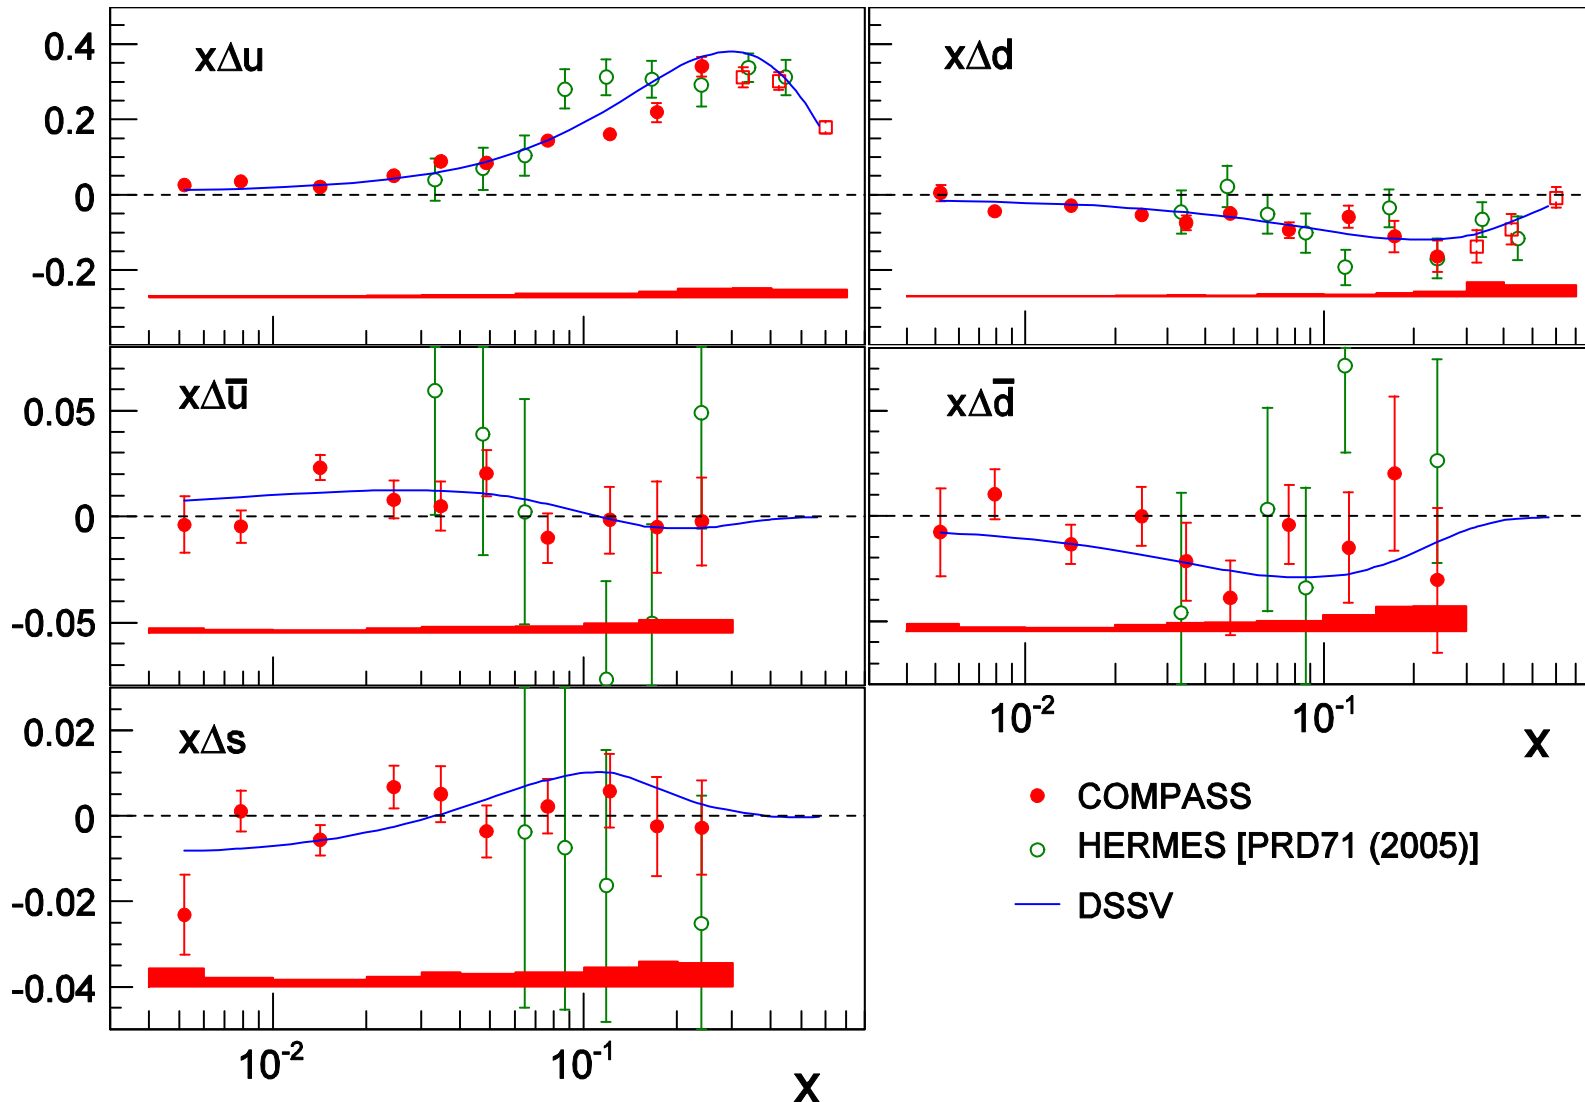 xΔu
xΔd
0.4
0.2
0
-0.2
xΔū
xΔd̄
0.05
0
-0.05
10⁻² 10⁻¹
x
xΔs
0.02
0
-0.02
-0.04
10⁻² 10⁻¹
x
COMPASS
HERMES [PRD71 (2005)]
DSSV